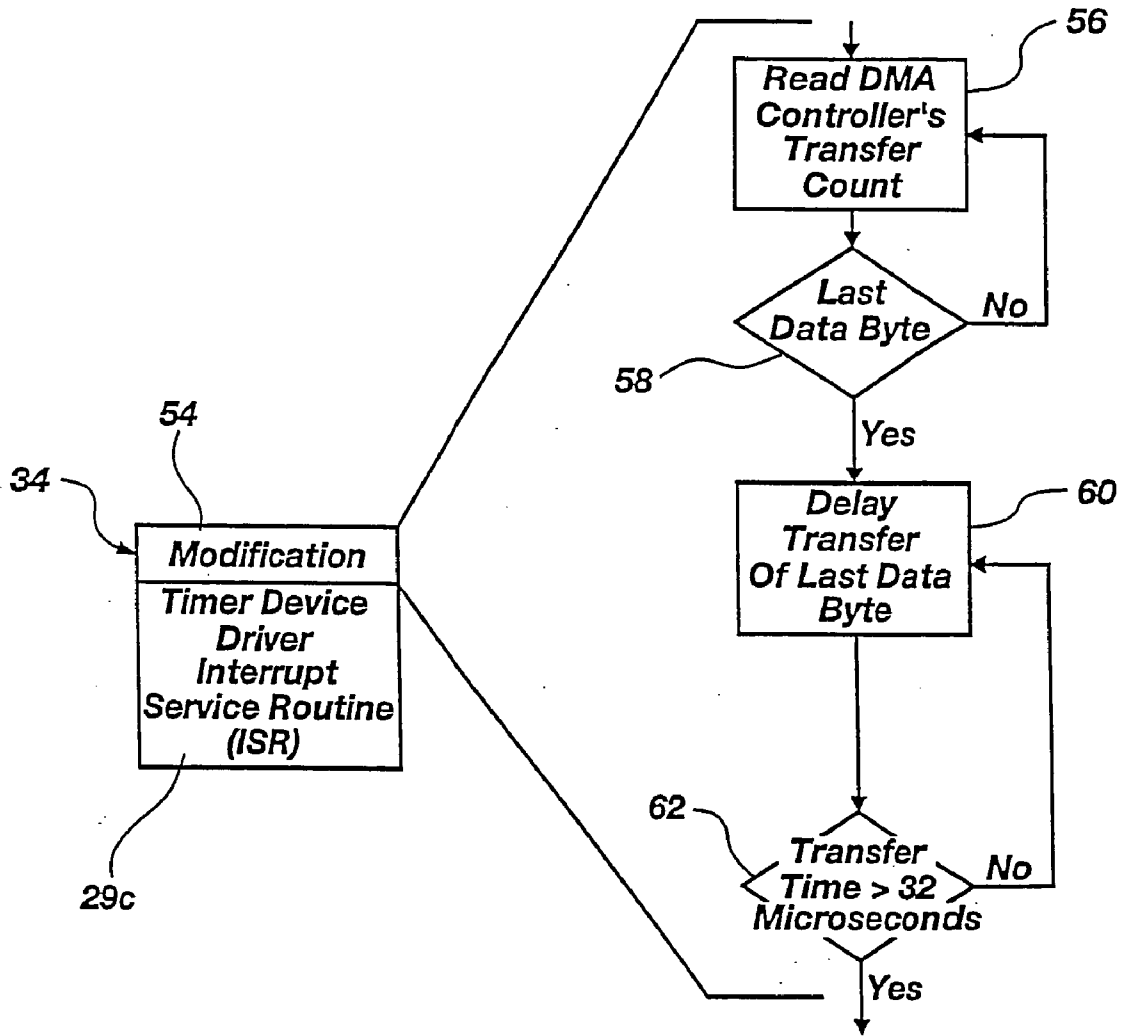 56
Read DMA
Controller's
Transfer
Count
Last
Data Byte
No
58
Yes
54
34
Modification
Timer Device
Driver
Interrupt
Service Routine
(ISR)
29c
60
Delay
Transfer
Of Last Data
Byte
62
Transfer
Time > 32
Microseconds
No
Yes